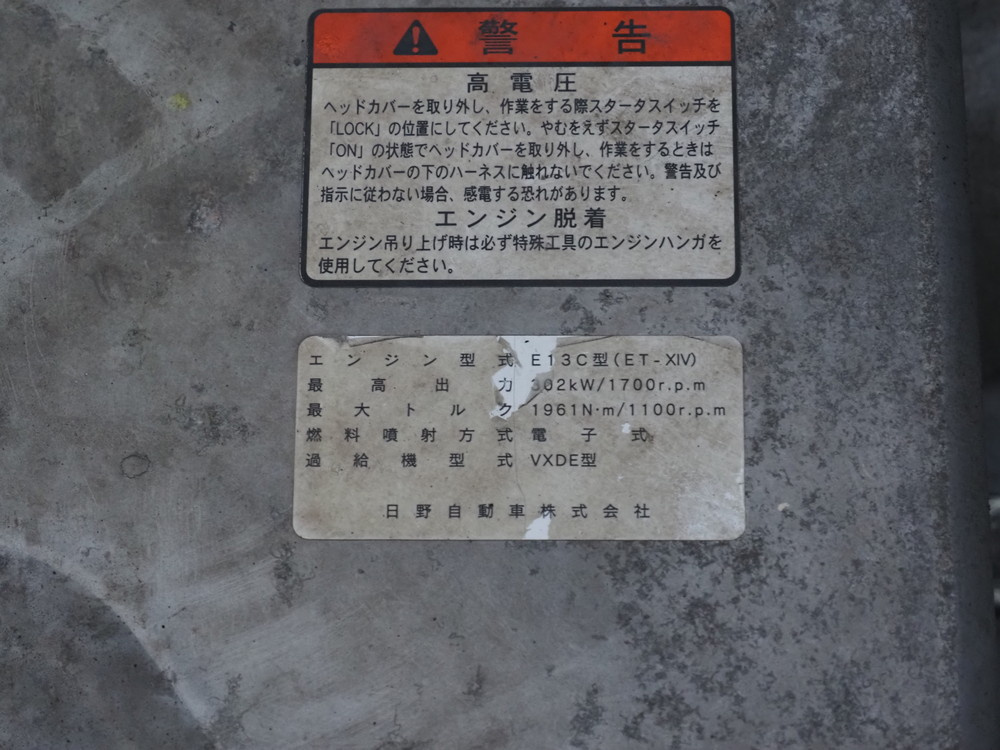 警告
高電圧
ヘッドカバーを取り外し、作業をする際スタータスイッチを
「LOCK」の位置にしてください。やむをえずスタータスイッチ
「ON」の状態でヘッドカバーを取り外し、作業をするときは
ヘッドカバーの下のハーネスに触れないでください。警告及び
指示に従わない場合、感電する恐れがあります。
エンジン脱着
エンジン吊り上げ時は必ず特殊工具のエンジンハンガを
使用してください。
エンジン型式 E13C型(ET-XIV)
最高出力 302kW/1700r.p.m
最大トルク 1961N·m/1100r.p.m
燃料噴射方式 電子式
過給機型式 VXDE型
日野自動車株式会社